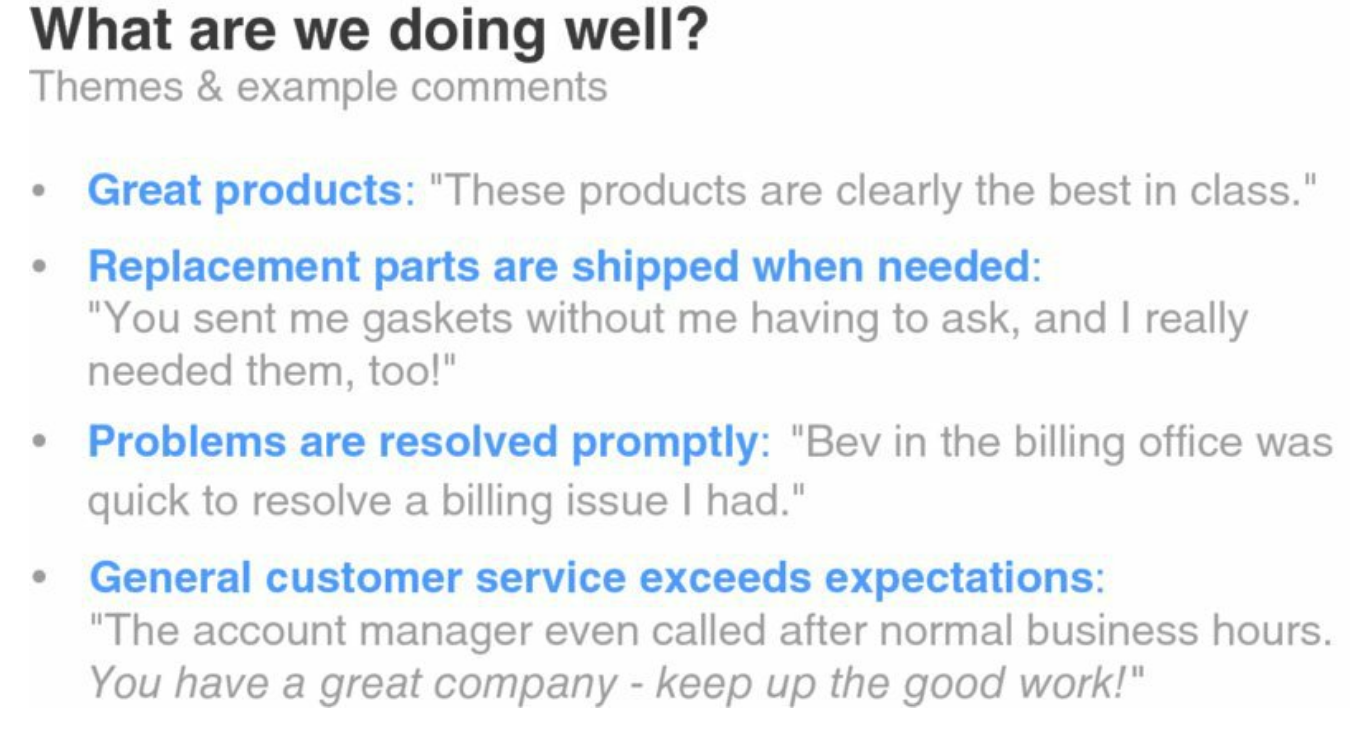 What are we doing well?
Themes & example comments
• Great products: "These products are clearly the best in class."
• Replacement parts are shipped when needed:
"You sent me gaskets without me having to ask, and I really
needed them, too!"
• Problems are resolved promptly: "Bev in the billing office was
quick to resolve a billing issue I had."
• General customer service exceeds expectations:
"The account manager even called after normal business hours.
You have a great company - keep up the good work!"